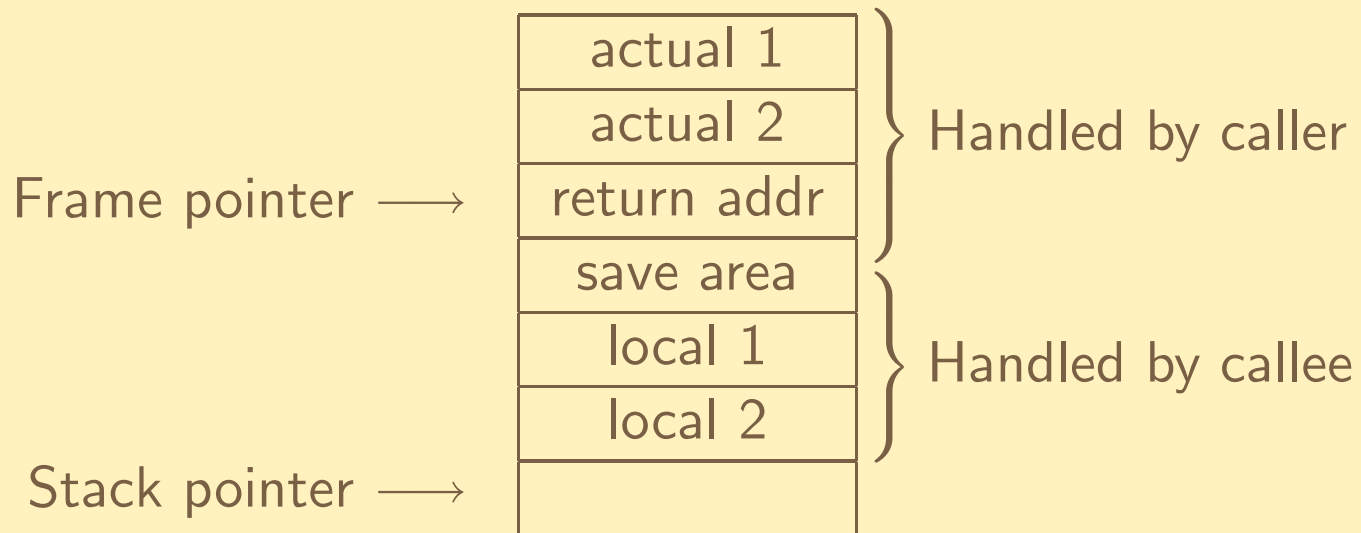 actual 1
actual 2
Handled by caller
Frame pointer
return addr
save area
local 1
Handled by callee
local 2
Stack pointer